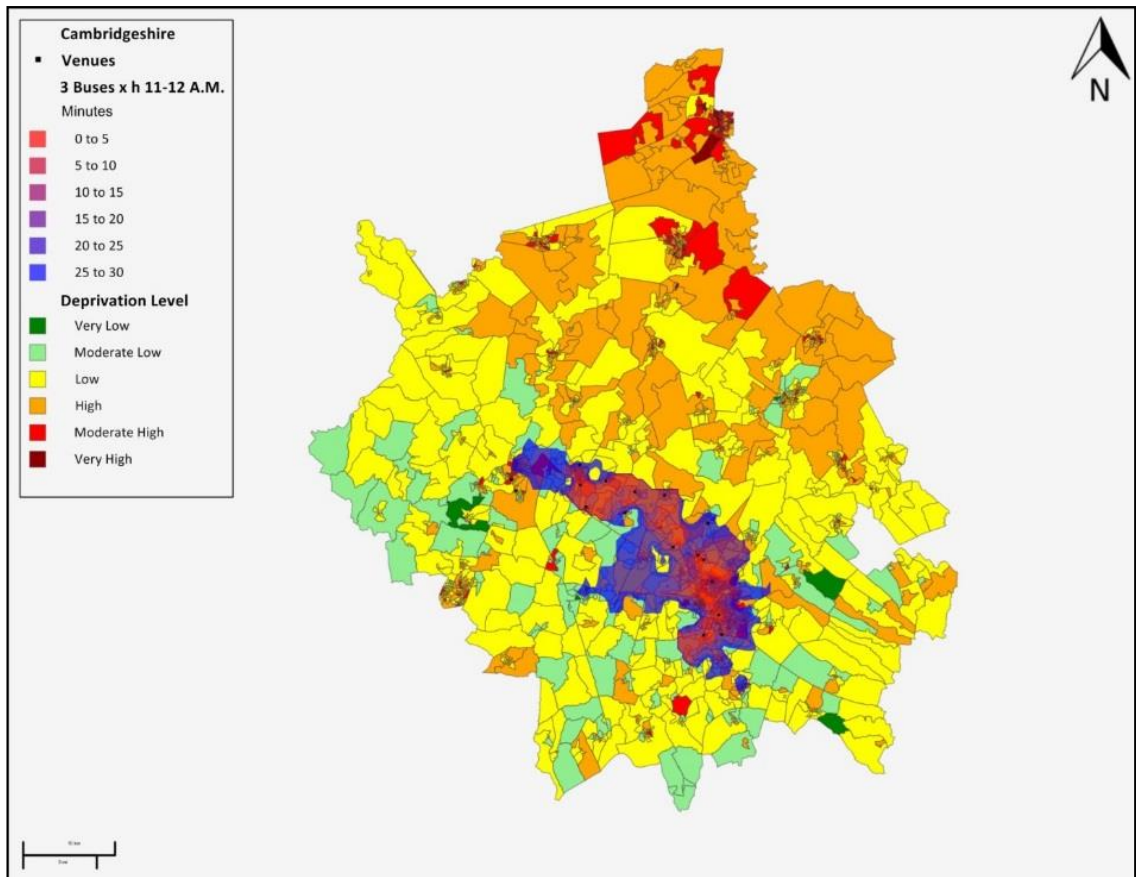 Cambridgeshire
Venues
3 Buses x h 11-12 A.M.
Minutes
0 to 5
5 to 10
10 to 15
15 to 20
20 to 25
25 to 30
Deprivation Level
Very Low
Moderate Low
Low
High
Moderate High
Very High
N